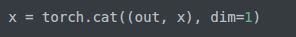 x = torch.cat((out, x), dim=1)